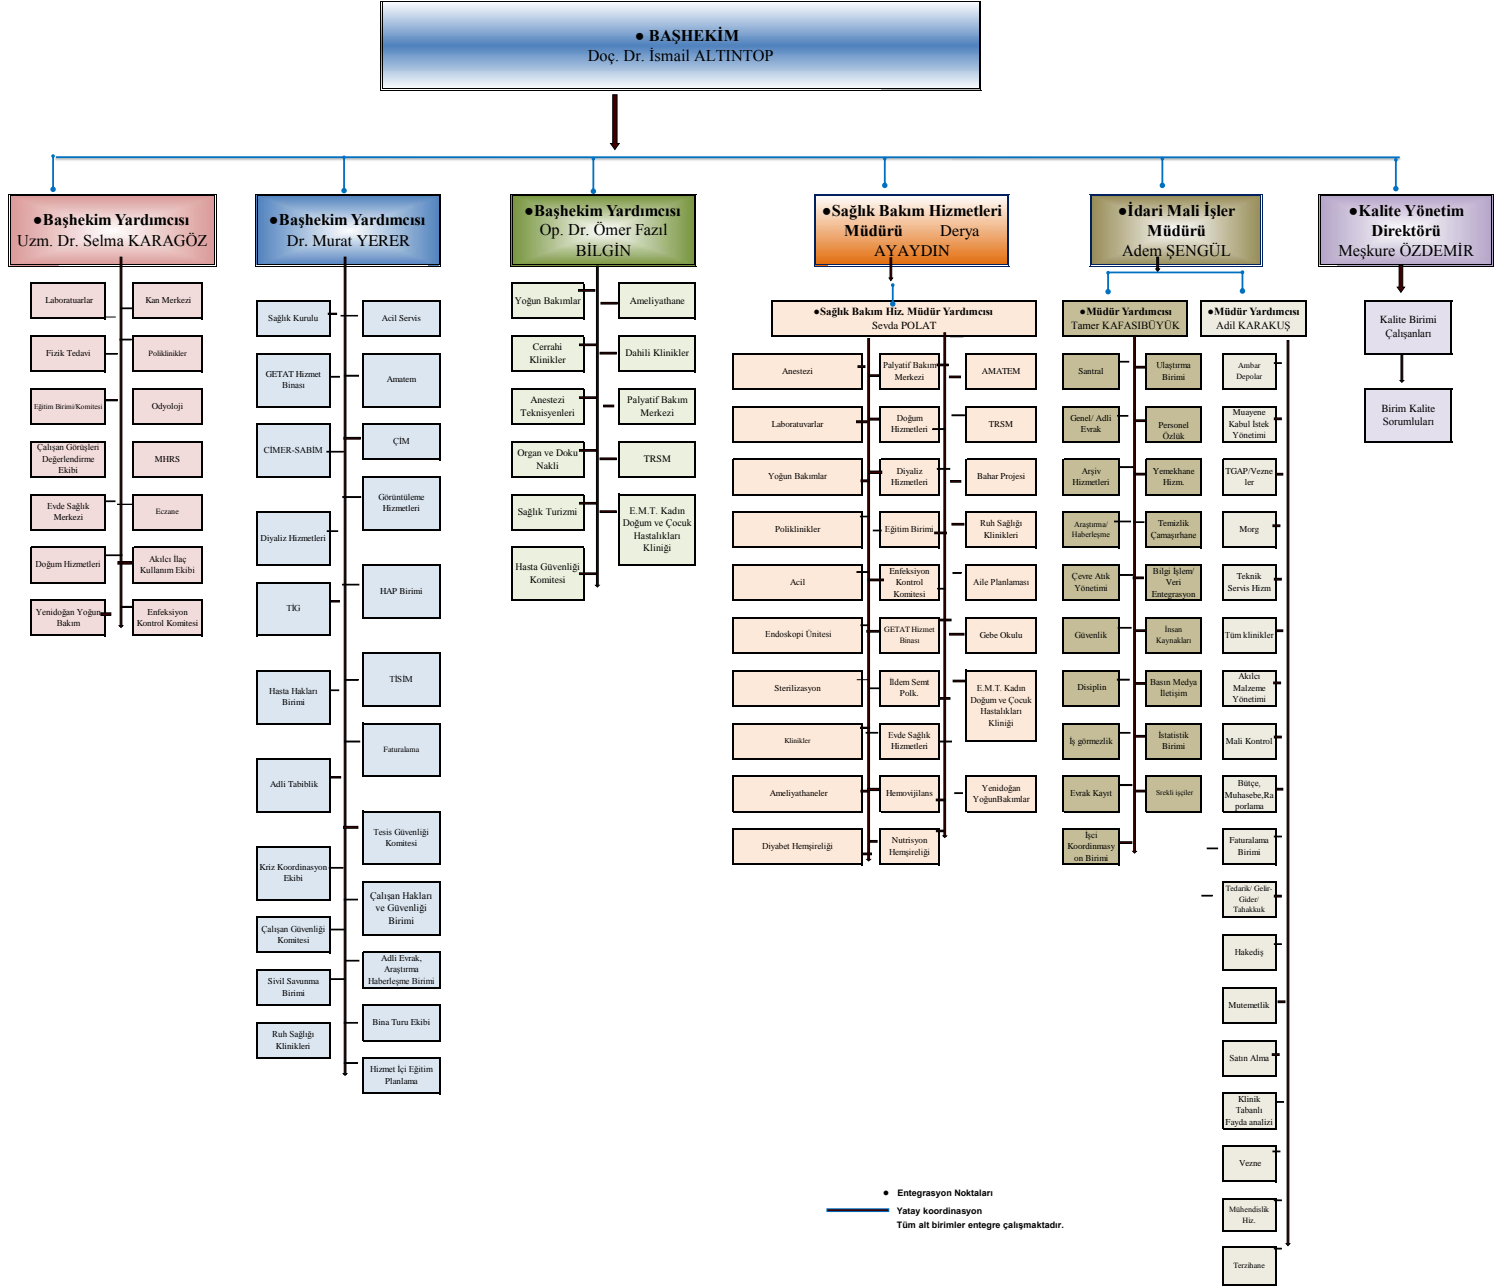 ● BAŞHEKİM
Doç. Dr. İsmail ALTINTOP
●Başhekim Yardımcısı
Uzm. Dr. Selma KARAGÖZ
Laboratuarlar
Kan Merkezi
Fizik Tedavi
Poliklinikler
Eğitim Birimi/Komitesi
Odyoloji
Çalışan Görüşleri
Değerlendirme
Ekibi
MHRS
Evde Sağlık
Merkezi
Eczane
Doğum Hizmetleri
Akılcı İlaç
Kullanım Ekibi
Yenidoğan Yoğun
Bakım
Enfeksiyon
Kontrol Komitesi
●Başhekim Yardımcısı
Dr. Murat YERER
Sağlık Kurulu
Acil Servis
GETAT Hizmet
Binası
Amatem
CİMER-SABİM
ÇİM
Görüntüleme
Hizmetleri
Diyaliz Hizmetleri
HAP Birimi
TİG
TİSİM
Hasta Hakları
Birimi
Faturalama
Adli Tabiblik
Tesis Güvenliği
Komitesi
Kriz Koordinasyon
Ekibi
Çalışan Hakları
ve Güvenliği
Birimi
Çalışan Güvenliği
Komitesi
Adli Evrak,
Araştırma
Haberleşme Birimi
Sivil Savunma
Birimi
Bina Turu Ekibi
Ruh Sağlığı
Klinikleri
Hizmet İçi Eğitim
Planlama
●Başhekim Yardımcısı
Op. Dr. Ömer Fazıl
BİLGİN
Yoğun Bakımlar
Ameliyathane
Cerrahi
Klinikler
Dahili Klinikler
Anestezi
Teknisyenleri
Palyatif Bakım
Merkezi
Organ ve Doku
Nakli
TRSM
Sağlık Turizmi
E.M.T. Kadın
Doğum ve Çocuk
Hastalıkları
Kliniği
Hasta Güvenliği
Komitesi
●Sağlık Bakım Hizmetleri
Müdürü Derya
AYAYDIN
●Sağlık Bakım Hiz. Müdür Yardımcısı
Sevda POLAT
Anestezi
Palyatif Bakım
Merkezi
AMATEM
Laboratuvarlar
Doğum
Hizmetleri
TRSM
Yoğun Bakımlar
Diyaliz
Hizmetleri
Bahar Projesi
Poliklinikler
Eğitim Birimi
Ruh Sağlığı
Klinikleri
Acil
Enfeksiyon
Kontrol
Komitesi
Aile Planlaması
Endoskopi Ünitesi
GETAT Hizmet
Binası
Gebe Okulu
Sterilizasyon
İldem Semt
Polk.
E.M.T. Kadın
Doğum ve Çocuk
Hastalıkları
Kliniği
Klinikler
Evde Sağlık
Hizmetleri
Ameliyathaneler
Hemovijilans
Yenidoğan
YoğunBakımlar
Diyabet Hemşireliği
Nutrisyon
Hemşireliği
●İdari Mali İşler
Müdürü
Adem ŞENGÜL
●Müdür Yardımcısı
Tamer KAFASIBÜYÜK
Santral
Ulaştırma
Birimi
Genel/ Adli
Evrak
Personel
Özlük
Arşiv
Hizmetleri
Yemekhane
Hizm.
Araştırma/
Haberleşme
Temizlik
Çamaşırhane
Çevre Atık
Yönetimi
Bilgi İşlem/
Veri
Entegrasyon
Güvenlik
İnsan
Kaynakları
Disiplin
Basın Medya
İletişim
İş görmezlik
İstatistik
Birimi
Evrak Kayıt
Srekli işçiler
İşçi
Koordinmasy
on Birimi
●Müdür Yardımcısı
Adil KARAKUŞ
Ambar
Depolar
Muayene
Kabul İstek
Yönetimi
TGAP/Vezne
ler
Morg
Teknik
Servis Hizm
Tüm klinikler
Akılcı
Malzeme
Yönetimi
Mali Kontrol
Bütçe,
Muhasebe,Ra
porlama
Faturalama
Birimi
Tedarik/ Gelir-
Gider/
Tahakkuk
Hakediş
Mutemetlik
Satın Alma
Klinik
Tabanlı
Fayda analizi
Vezne
Mühendislik
Hiz.
Terzihane
●Kalite Yönetim
Direktörü
Meşkure ÖZDEMİR
Kalite Birimi
Çalışanları
Birim Kalite
Sorumluları
● Entegrasyon Noktaları
Yatay koordinasyon
Tüm alt birimler entegre çalışmaktadır.